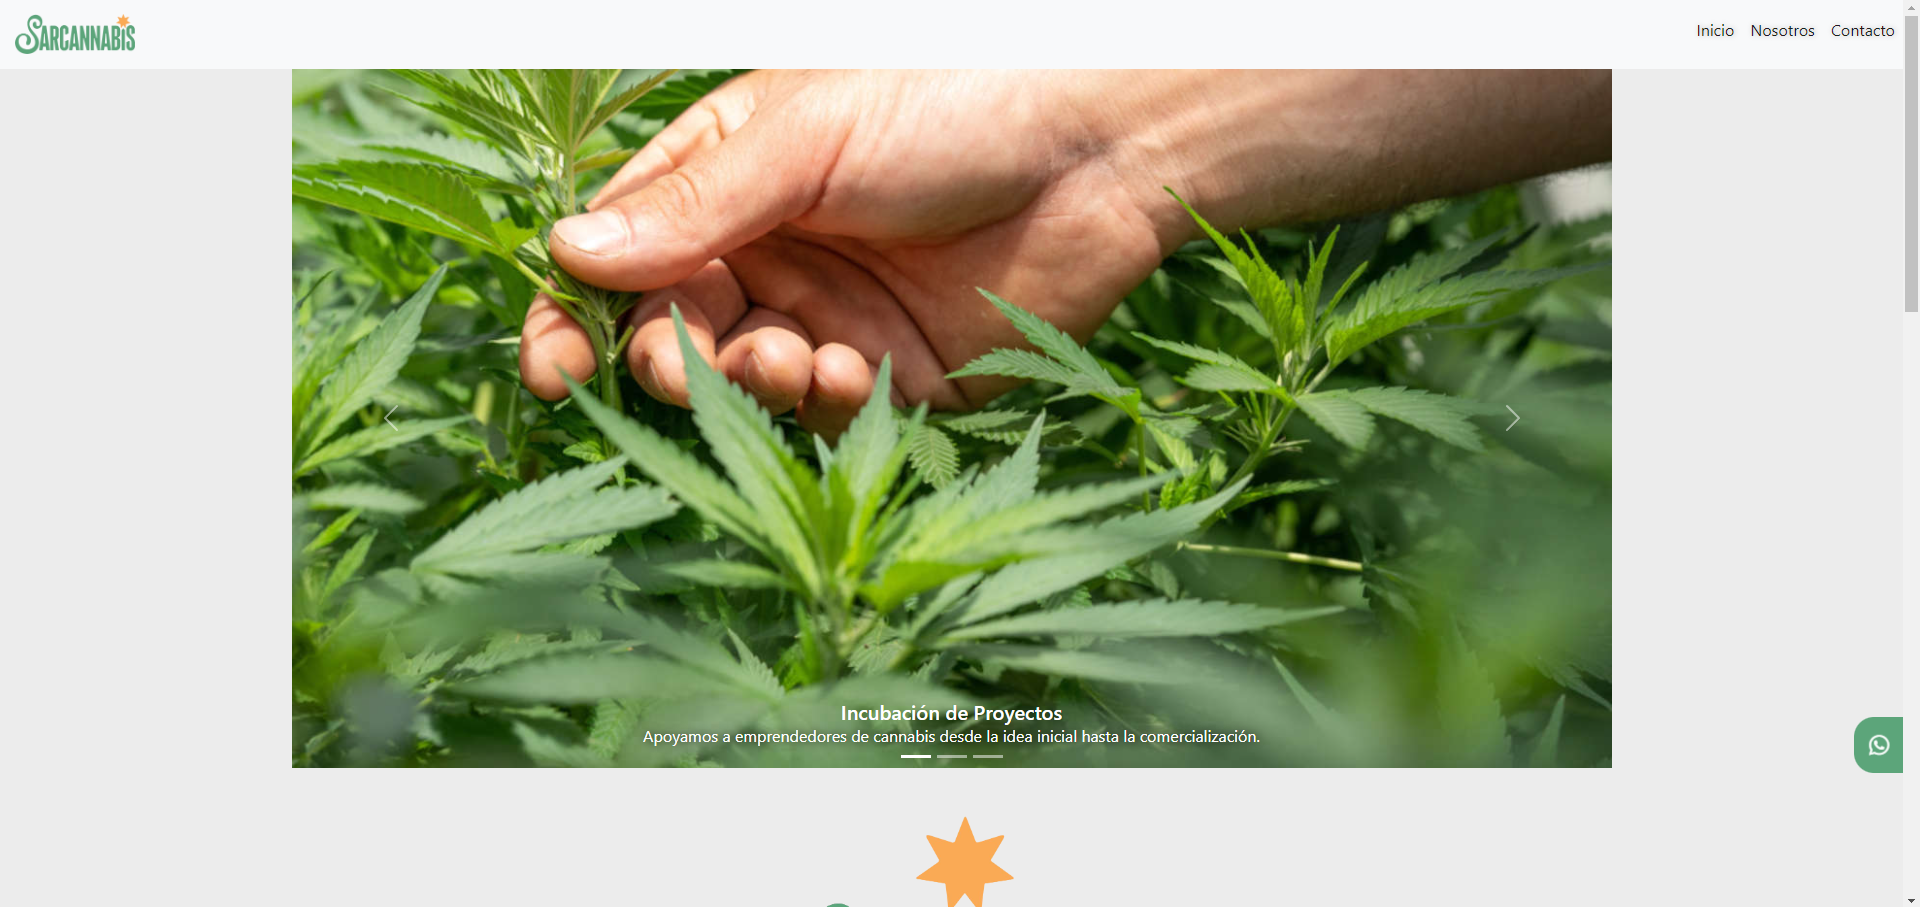 SARCANNABIS
Inicio Nosotros Contacto
Incubación de Proyectos
Apoyamos a emprendedores de cannabis desde la idea inicial hasta la comercialización.